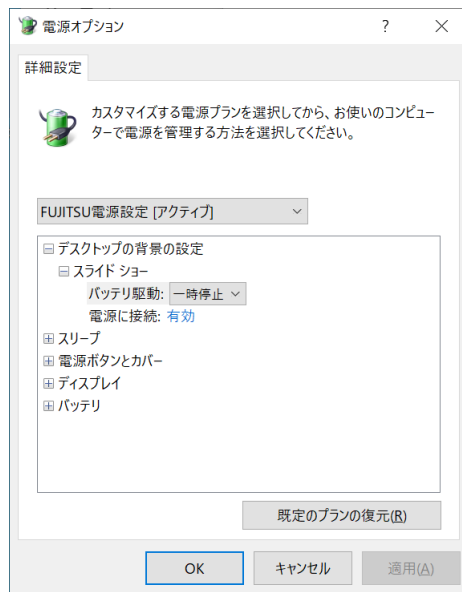 電源オプション
詳細設定
カスタマイズする電源プランを選択してから、お使いのコンピュー
ターで電源を管理する方法を選択してください。
FUJITSU電源設定 [アクティブ]
デスクトップの背景の設定
スライド ショー
バッテリ駆動: 一時停止
電源に接続: 有効
スリープ
電源ボタンとカバー
ディスプレイ
バッテリ
既定のプランの復元(R)
OK キャンセル 適用(A)